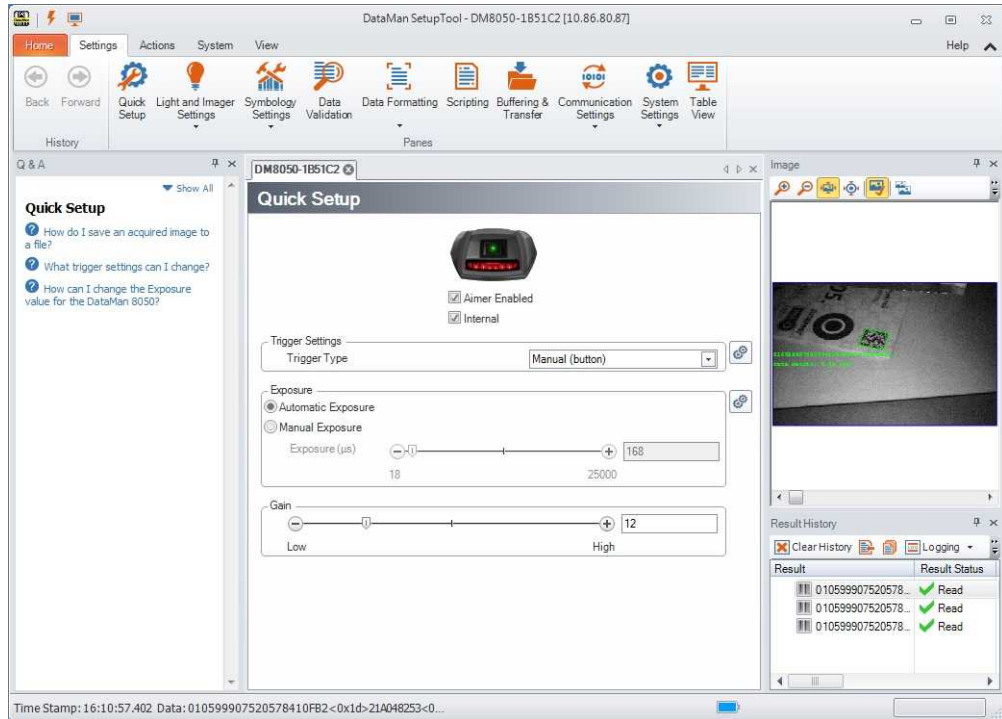 DataMan SetupTool - DM8050-1B51C2 [10.86.80.87]
Home Settings Actions System View Help
Back Forward Quick Setup Light and Imager Settings Symbology Settings Data Validation Data Formatting Scripting Buffering & Transfer Communication Settings System Settings Table View
History Panes
Q & A
Show All
Quick Setup
How do I save an acquired image to
a file?
What trigger settings can I change?
How can I change the Exposure
value for the DataMan 8050?
DM8050-1B51C2
Quick Setup
Aimer Enabled
Internal
Trigger Settings
Trigger Type Manual (button)
Exposure
Automatic Exposure
Manual Exposure
Exposure (µs) 168
18 25000
Gain
12
Low High
Image
Result History
Clear History Logging
Result Result Status
010599907520578... Read
010599907520578... Read
010599907520578... Read
Time Stamp: 16:10:57.402 Data: 010599907520578410FB2<0x1d>21A048253<0...